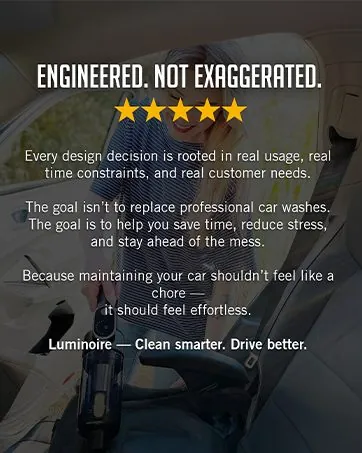 ENGINEERED. NOT EXAGGERATED.
Every design decision is rooted in real usage, real
time constraints, and real customer needs.
The goal isn't to replace professional car washes.
The goal is to help you save time, reduce stress,
and stay ahead of the mess.
Because maintaining your car shouldn't feel like a
chore —
it should feel effortless.
Luminoire — Clean smarter. Drive better.